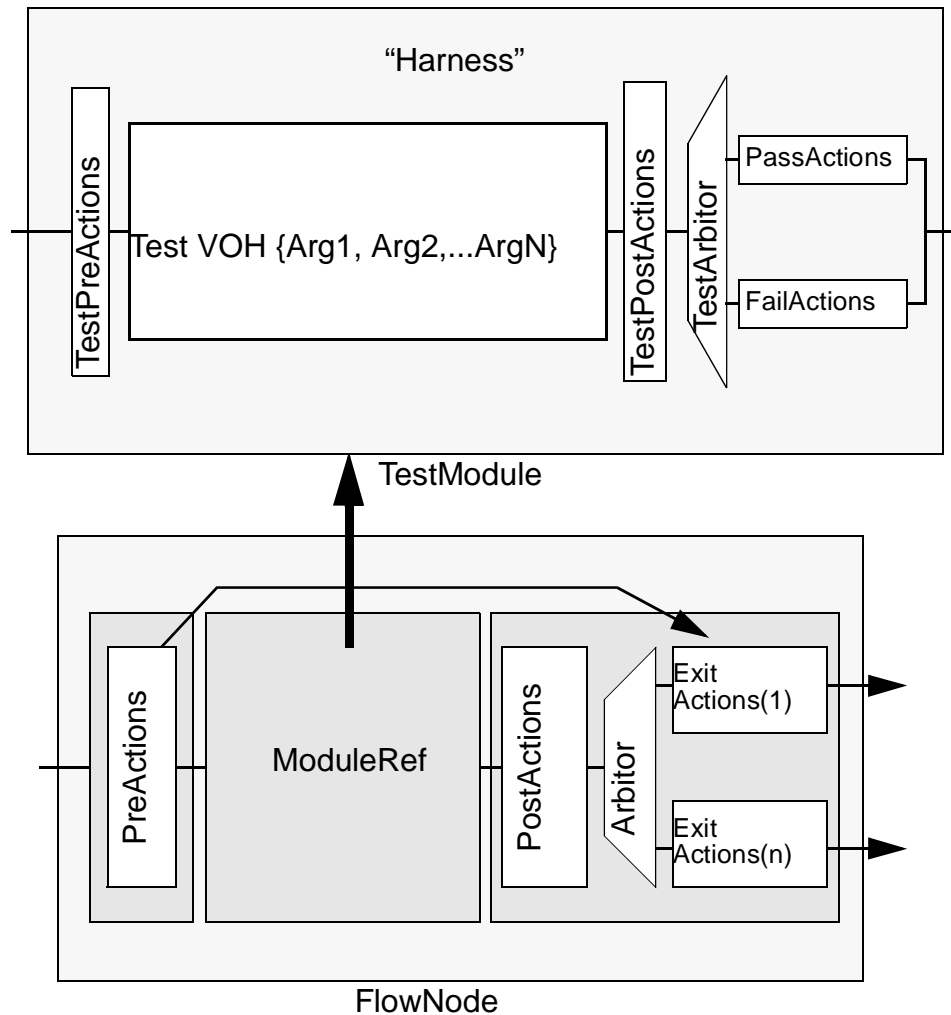 “Harness”
TestPreActions
Test VOH {Arg1, Arg2,...ArgN}
TestPostActions
TestArbitor
PassActions
FailActions
TestModule
PreActions
ModuleRef
PostActions
Arbitor
Exit
Actions(1)
Exit
Actions(n)
FlowNode